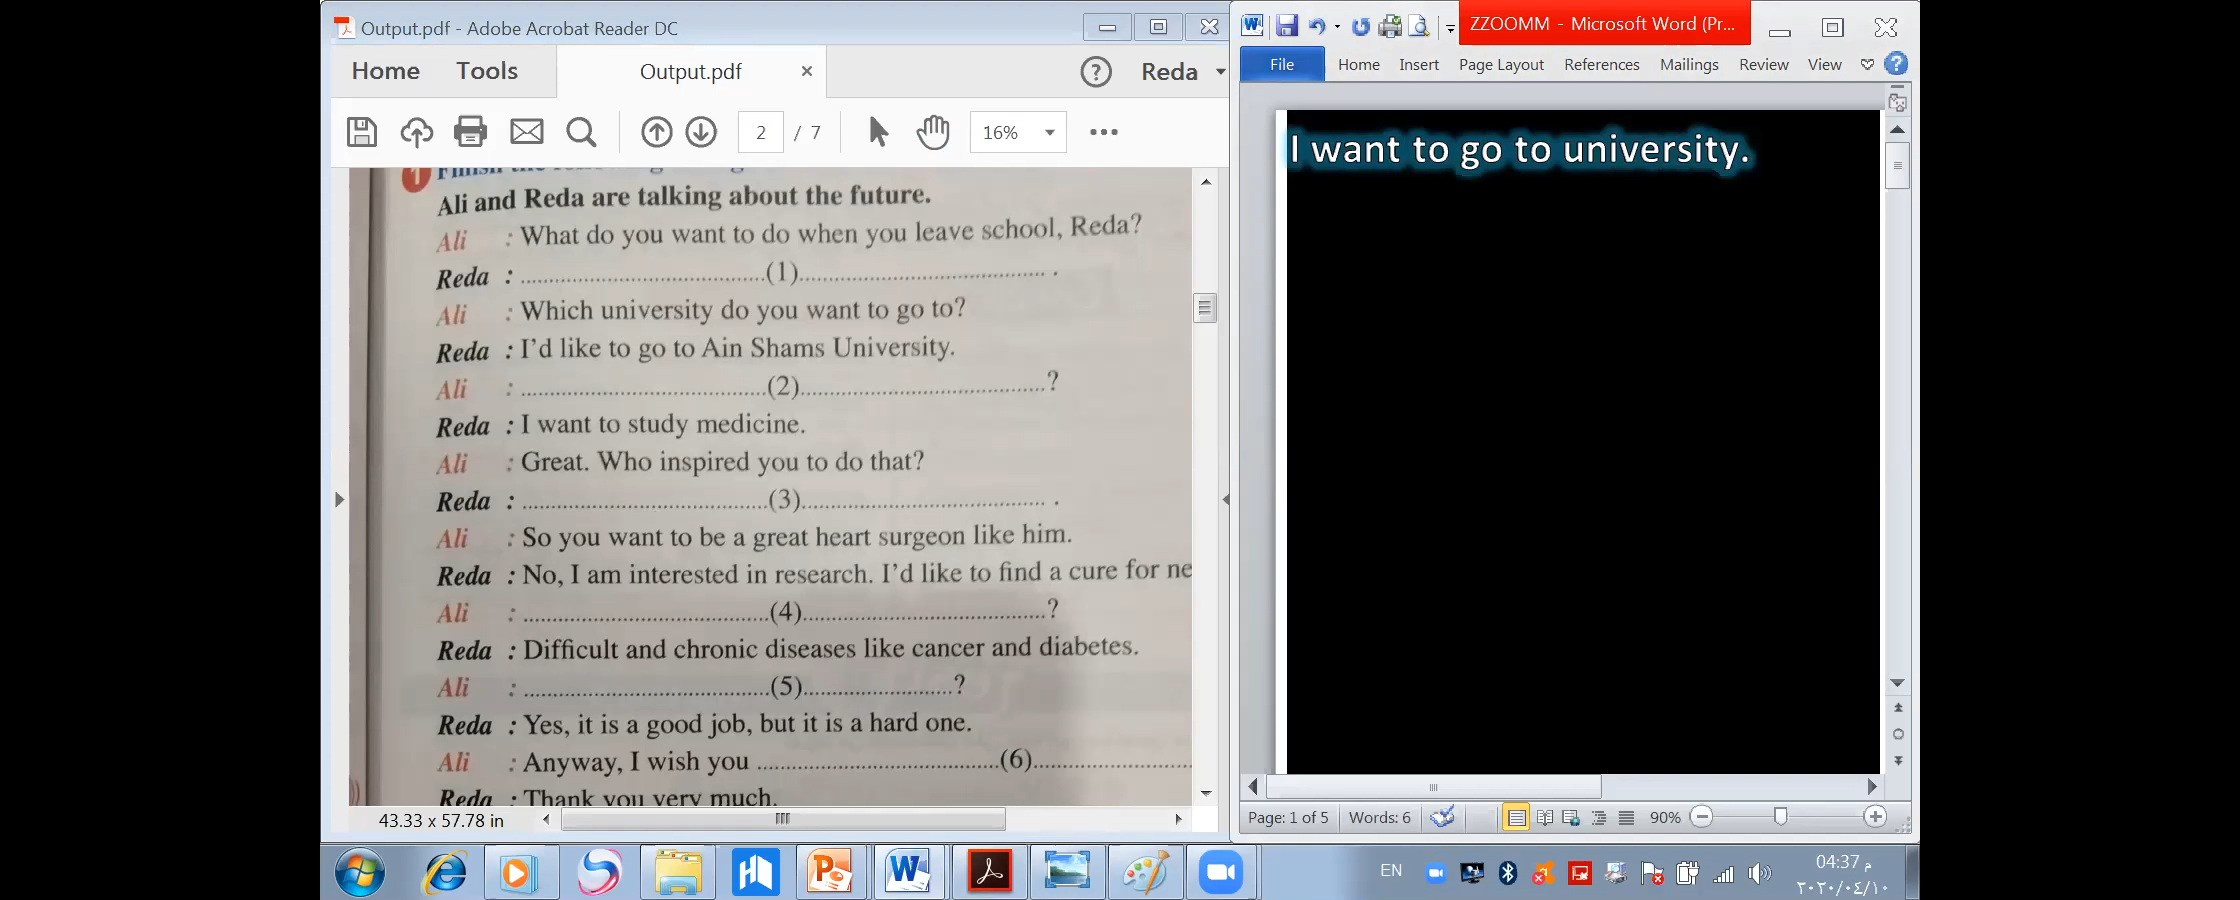 Output.pdf - Adobe Acrobat Reader DC
Home Tools Output.pdf × ? Reda
2 / 7 16%
Ali and Reda are talking about the future.
Ali : What do you want to do when you leave school, Reda?
Reda : ....................................(1).................................... .
Ali : Which university do you want to go to?
Reda : I'd like to go to Ain Shams University.
Ali : ....................................(2)....................................?
Reda : I want to study medicine.
Ali : Great. Who inspired you to do that?
Reda : ....................................(3).................................... .
Ali : So you want to be a great heart surgeon like him.
Reda : No, I am interested in research. I'd like to find a cure for ne
Ali : ....................................(4)....................................?
Reda : Difficult and chronic diseases like cancer and diabetes.
Ali : ....................................(5)......................?
Reda : Yes, it is a good job, but it is a hard one.
Ali : Anyway, I wish you ....................................(6)........................
Reda : Thank you very much.
43.33 x 57.78 in
ZZOOMM - Microsoft Word (Pr...
File Home Insert Page Layout References Mailings Review View
I want to go to university.
Page: 1 of 5 Words: 6 90%
EN
04:37 م
٢٠٢٠/٠٤/١٠